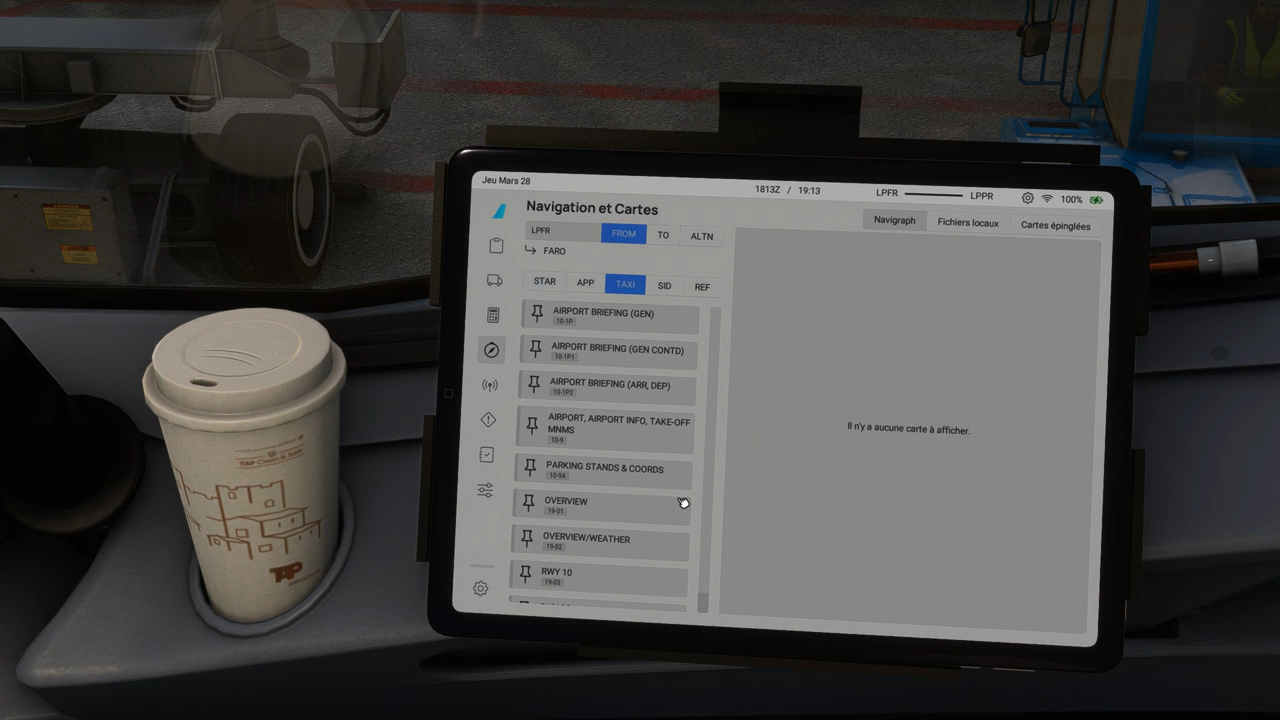 Jeu Mars 28
1813Z / 19:13
LPFR
LPPR
100%
Navigation et Cartes
Navigraph
Fichiers locaux
Cartes épinglées
LPFR
FROM
TO
ALTN
FARO
STAR
APP
TAXI
SID
REF
AIRPORT BRIEFING (GEN)
10-1P
AIRPORT BRIEFING (GEN CONTD)
10-1P1
AIRPORT BRIEFING (ARR, DEP)
10-1P2
AIRPORT, AIRPORT INFO, TAKE-OFF
MNMS
10-9
PARKING STANDS & COORDS
10-9A
OVERVIEW
19-01
OVERVIEW/WEATHER
19-02
RWY 10
19-03
Il n'y a aucune carte à afficher.
TAP Clean & Safe
TAP